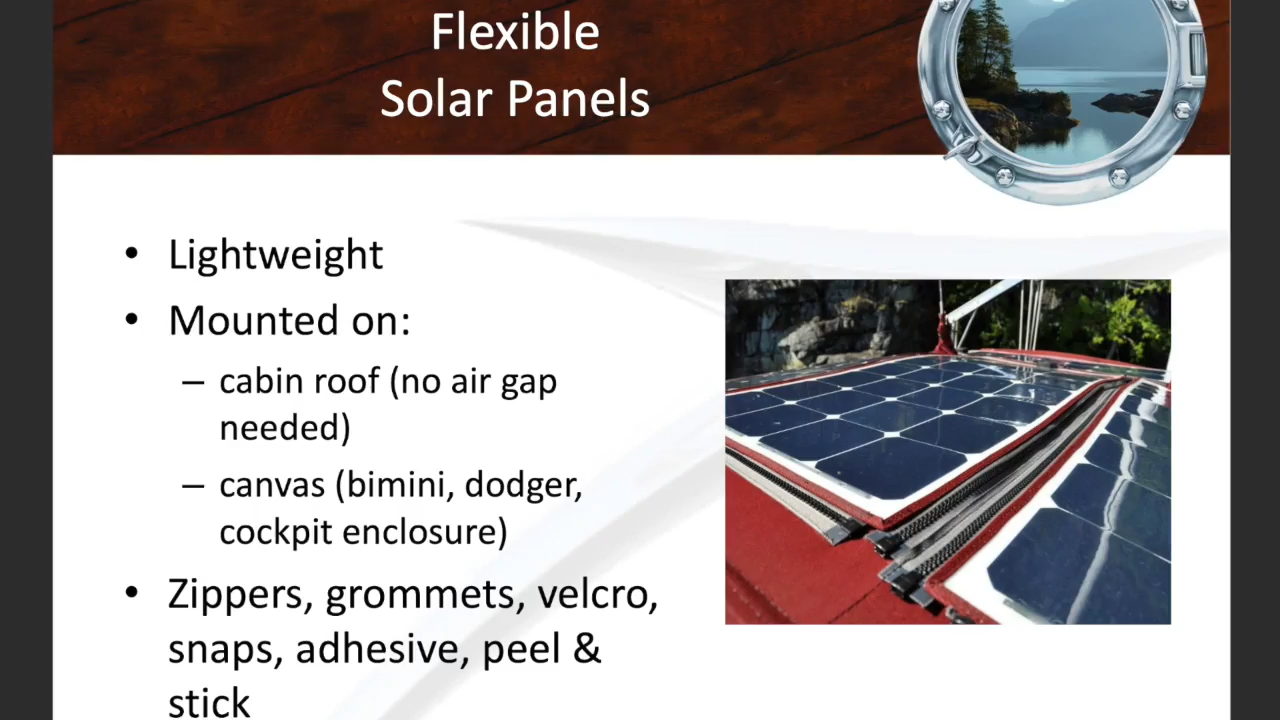 Flexible
Solar Panels
• Lightweight
• Mounted on:
– cabin roof (no air gap
needed)
– canvas (bimini, dodger,
cockpit enclosure)
• Zippers, grommets, velcro,
snaps, adhesive, peel &
stick